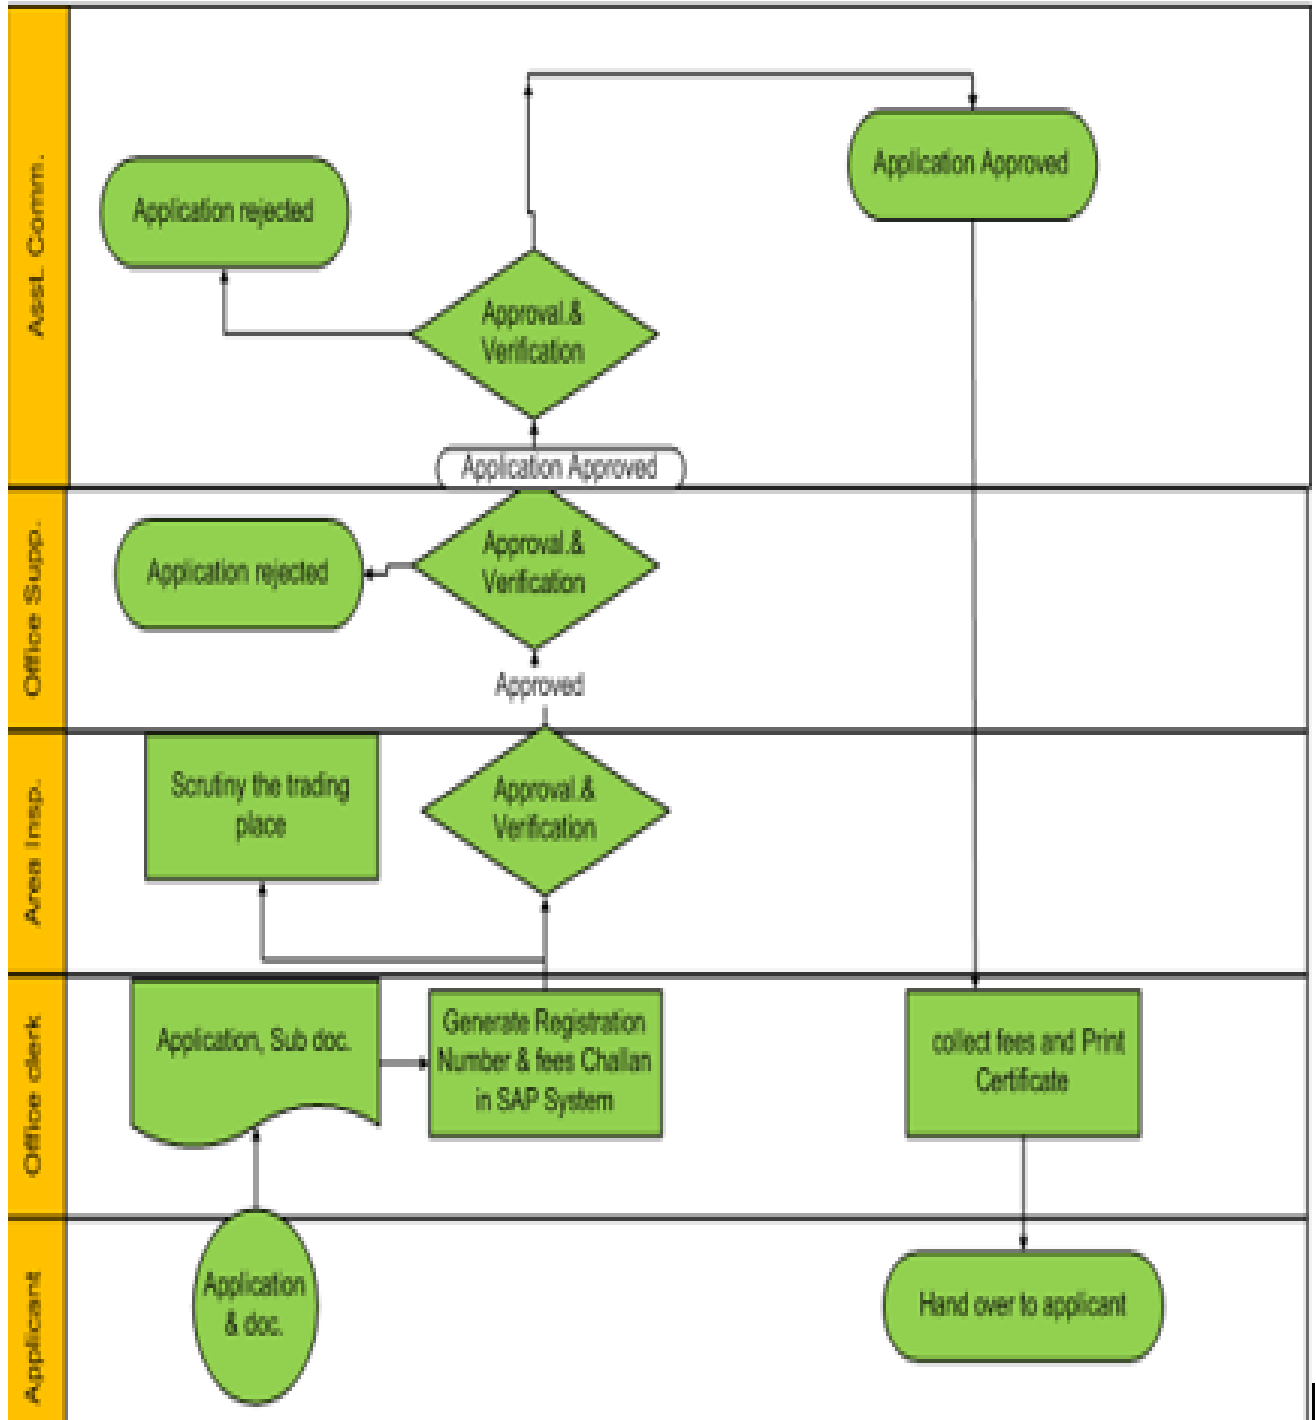 Asst. Comm.
Application rejected
Application Approved
Approval.&
Verification
Application Approved
Office Supp.
Application rejected
Approval.&
Verification
Approved
Area Insp.
Scrutiny the trading
place
Approval.&
Verification
Office clerk
Application, Sub doc.
Generate Registration
Number & fees Challan
in SAP System
collect fees and Print
Certificate
Applicant
Application
& doc.
Hand over to applicant